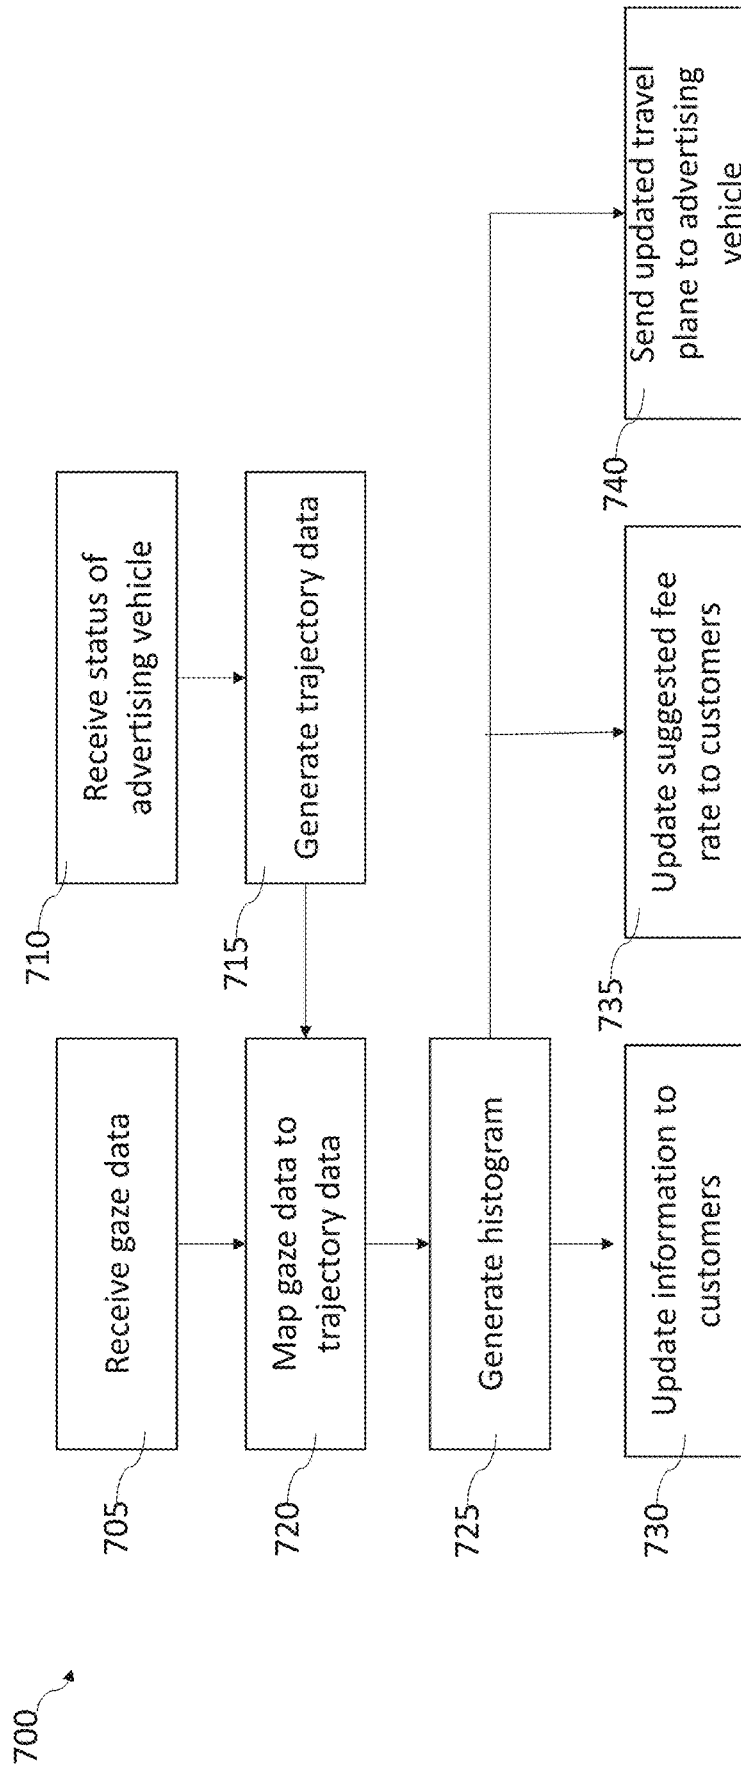 700
705
Receive gaze data
710
Receive status of
advertising vehicle
720
Map gaze data to
trajectory data
715
Generate trajectory data
725
Generate histogram
730
Update information to
customers
735
Update suggested fee
rate to customers
740
Send updated travel
plane to advertising
vehicle